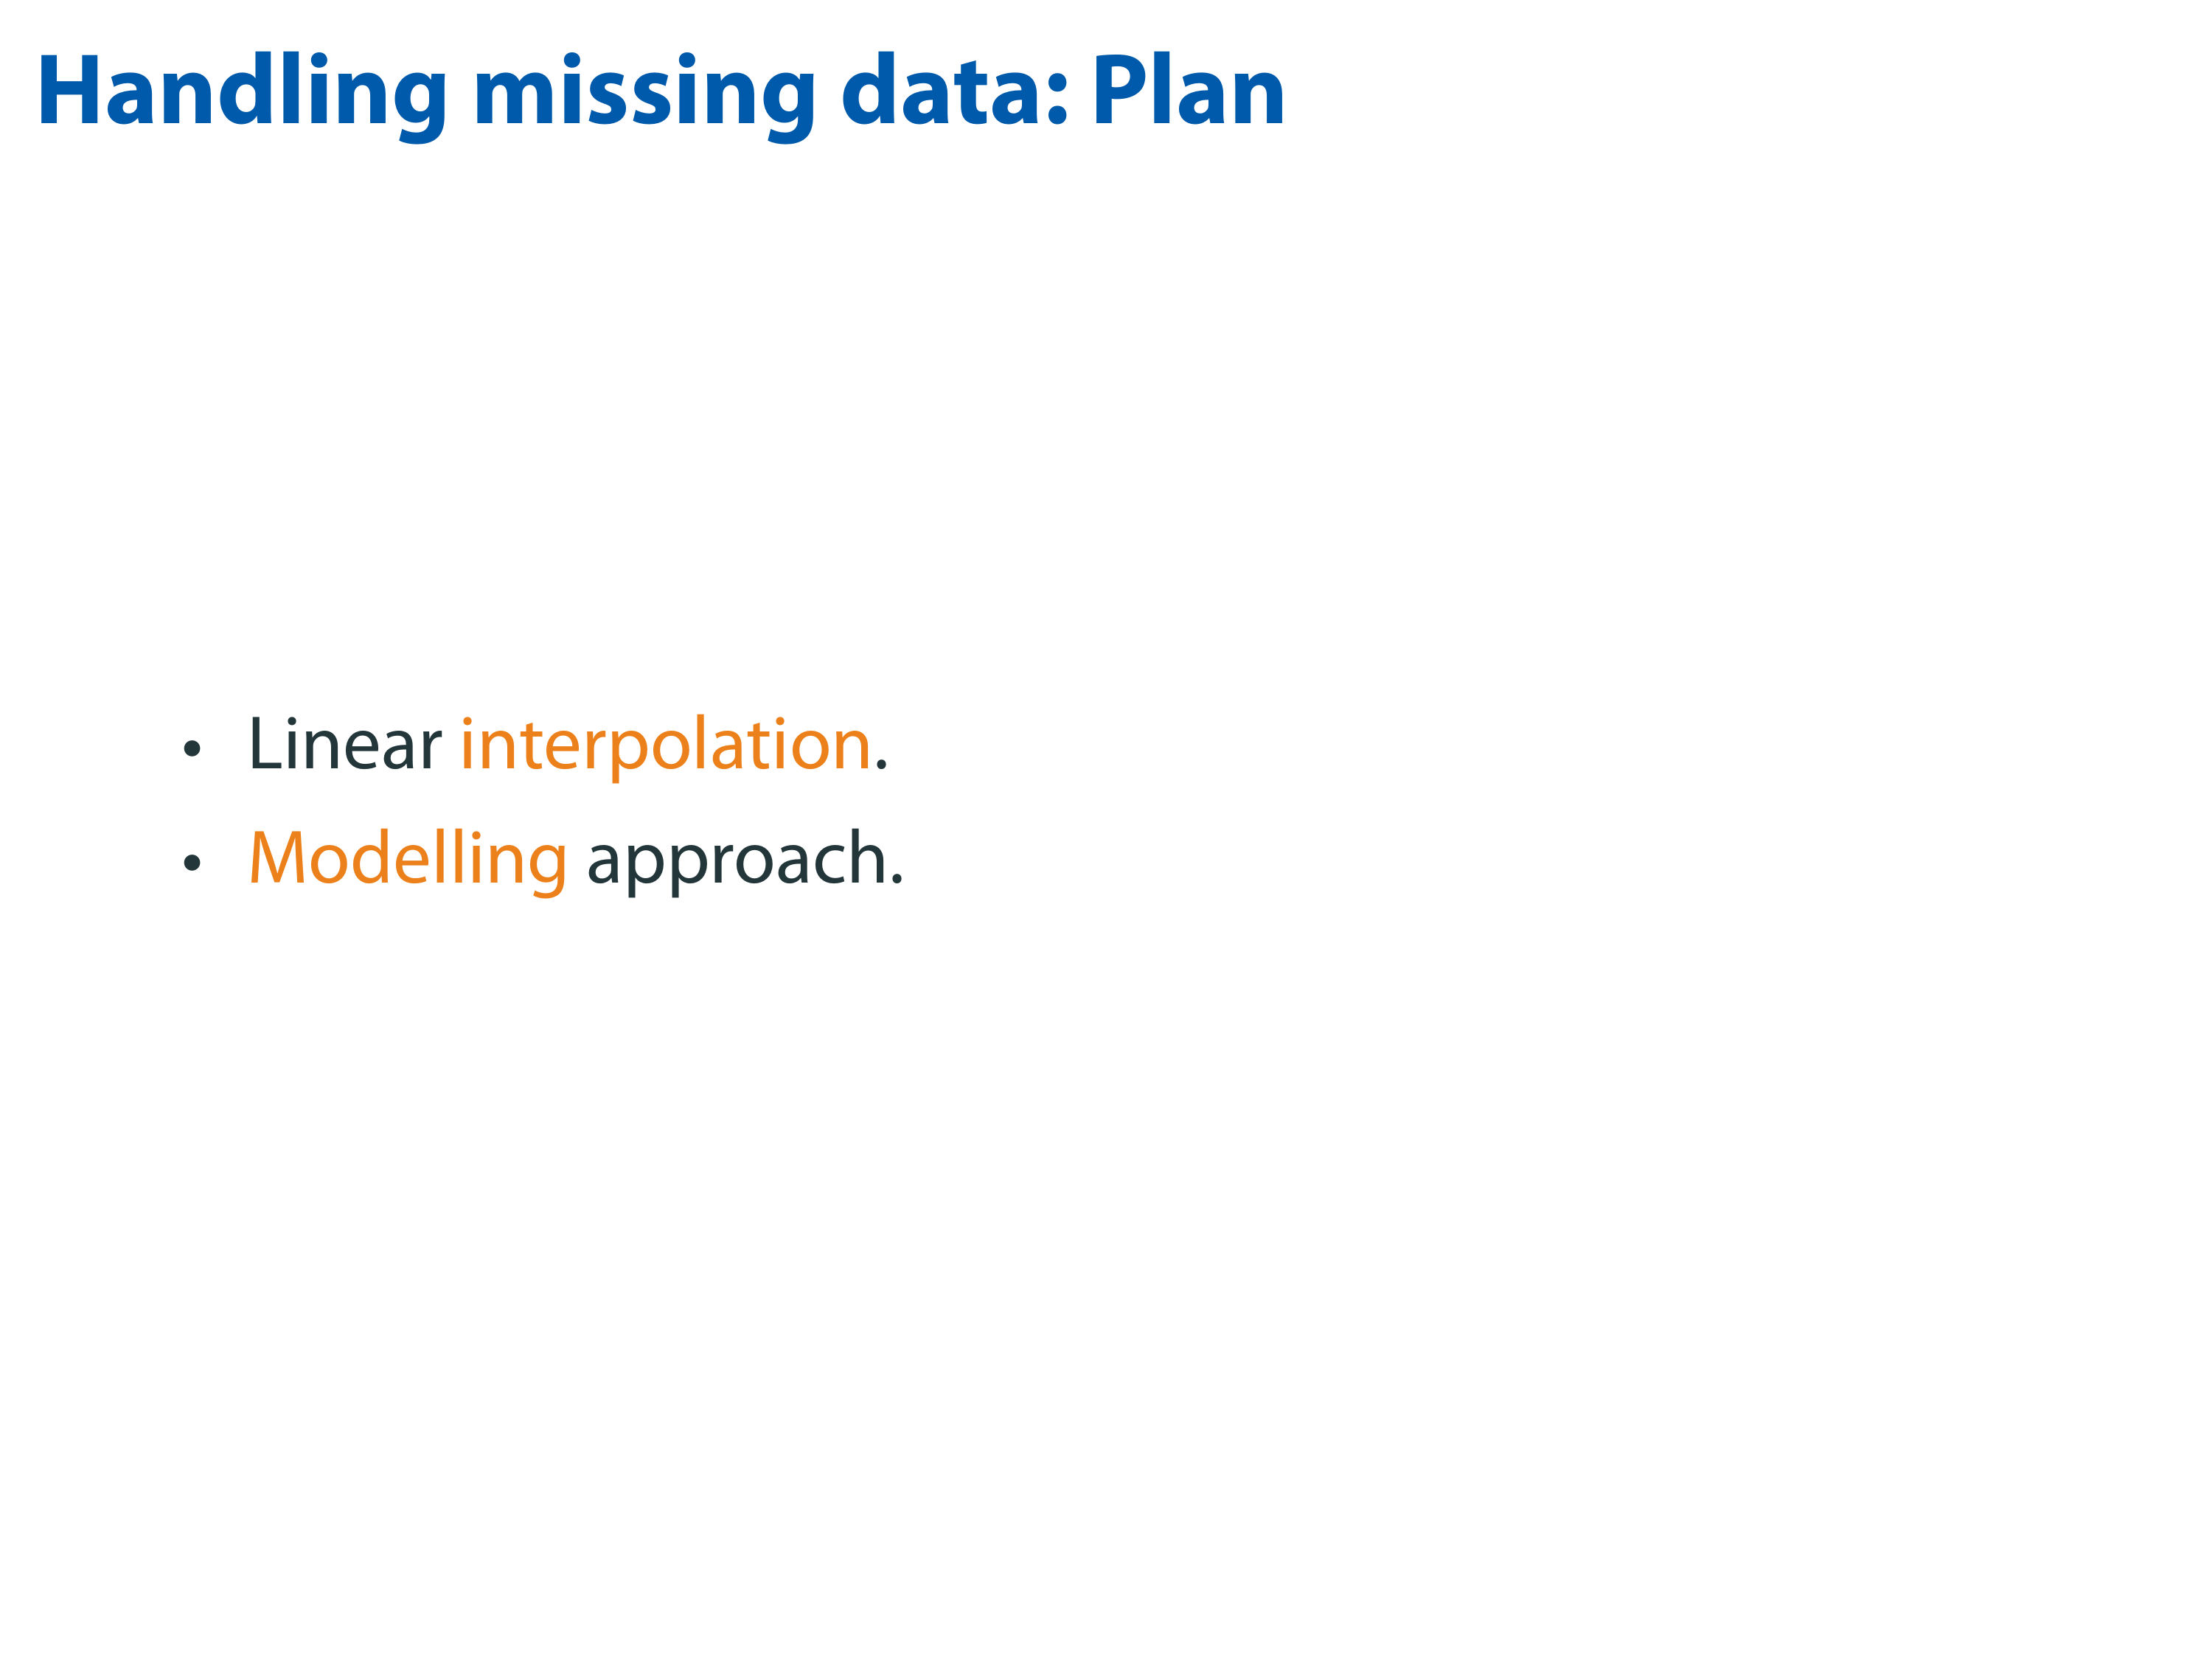 Handling missing data: Plan
• Linear interpolation.
• Modelling approach.